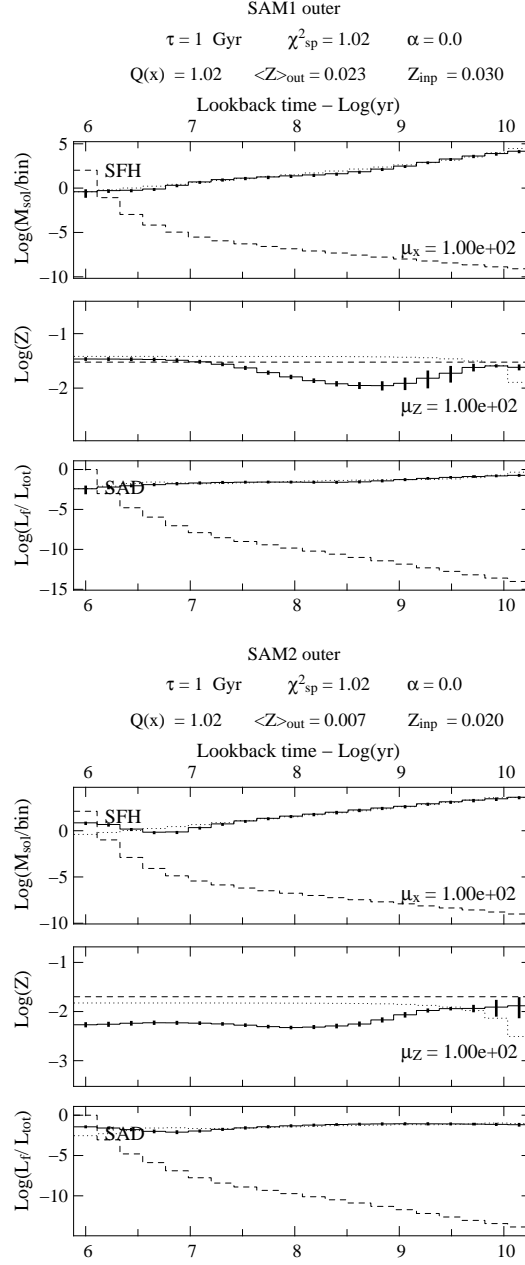 SAM1 outer
τ = 1 Gyr χ²sp = 1.02 α = 0.0
Q(x) = 1.02 <Z>out = 0.023 Zinp = 0.030
Lookback time − Log(yr)
6 7 8 9 10
Log(Msol/bin)
5
0
−5
−10
SFH
μx = 1.00e+02
Log(Z)
−1
−2
μZ = 1.00e+02
Log(Lf/Ltot)
0
−5
−10
−15
SAD
6 7 8 9 10
SAM2 outer
τ = 1 Gyr χ²sp = 1.02 α = 0.0
Q(x) = 1.02 <Z>out = 0.007 Zinp = 0.020
Lookback time − Log(yr)
6 7 8 9 10
Log(Msol/bin)
0
−5
−10
SFH
μx = 1.00e+02
Log(Z)
−1
−2
−3
μZ = 1.00e+02
Log(Lf/Ltot)
0
−5
−10
SAD
6 7 8 9 10